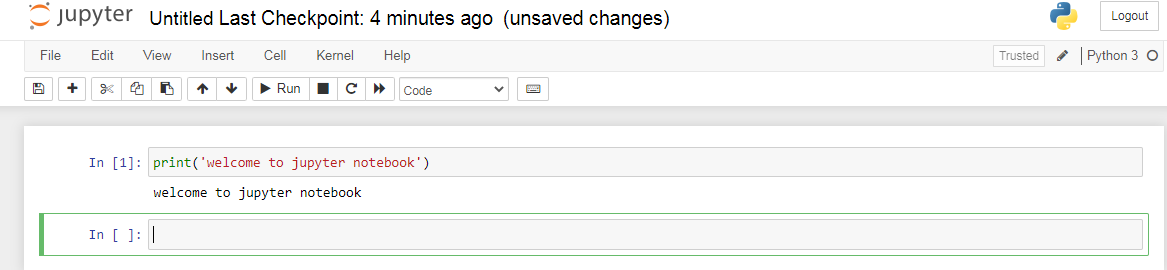 jupyter Untitled Last Checkpoint: 4 minutes ago (unsaved changes) Logout
File Edit View Insert Cell Kernel Help Trusted Python 3
Run Code
In [1]: print('welcome to jupyter notebook')
welcome to jupyter notebook
In [ ]: